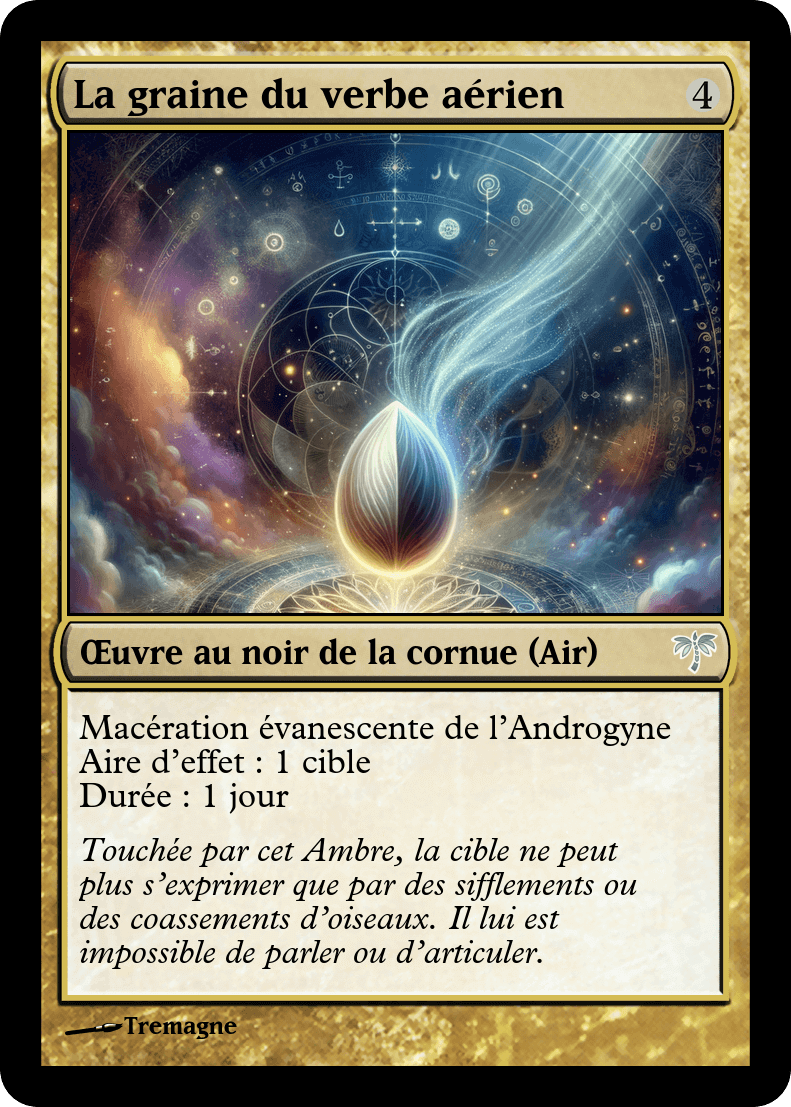 La graine du verbe aérien 4
Œuvre au noir de la cornue (Air)
Macération évanescente de l'Androgyne
Aire d'effet : 1 cible
Durée : 1 jour
Touchée par cet Ambre, la cible ne peut
plus s'exprimer que par des sifflements ou
des coassements d'oiseaux. Il lui est
impossible de parler ou d'articuler.
Tremagne